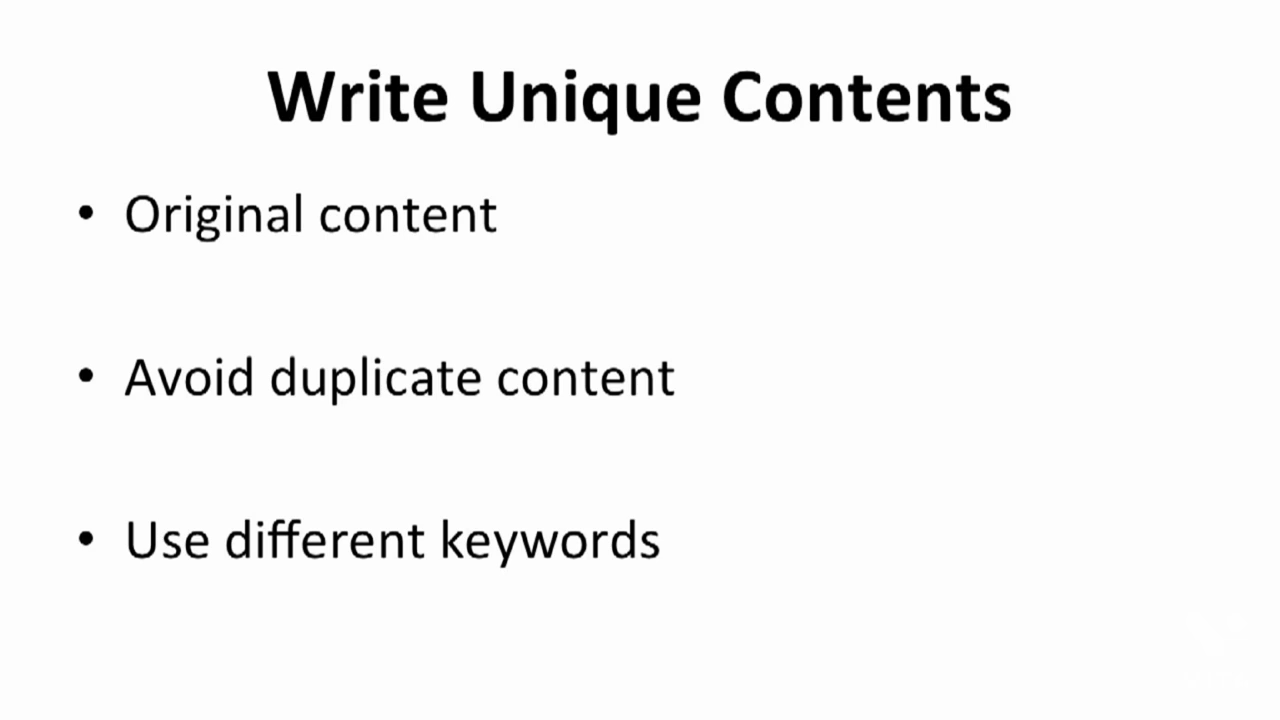 Write Unique Contents
• Original content
• Avoid duplicate content
• Use different keywords